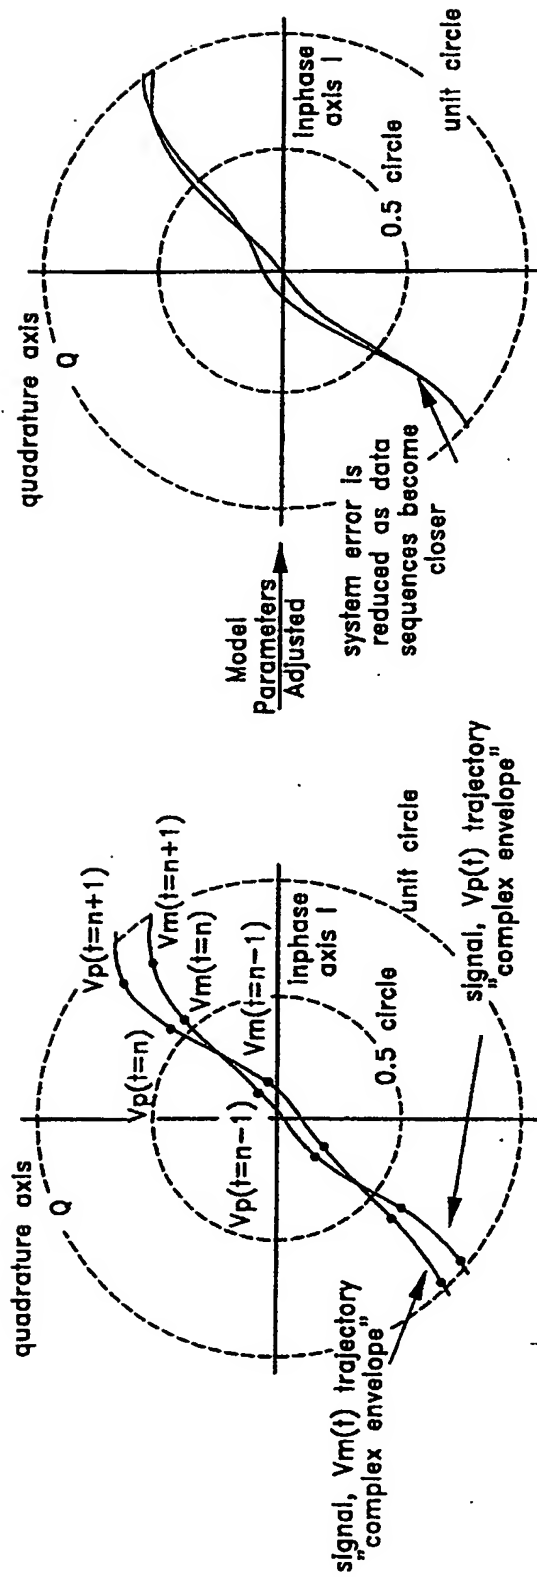 quadrature axis
Q
Vp(t=n+1)
Vm(t=n+1)
Vp(t=n)
Vm(t=n)
Vp(t=n-1)
Vm(t=n-1)
Inphase
axis I
0.5 circle
unit circle
signal, Vm(t) trajectory
"complex envelope"
signal, Vp(t) trajectory
"complex envelope"
Model
Parameters
Adjusted
quadrature axis
Q
Inphase
axis I
0.5 circle
unit circle
system error is
reduced as data
sequences become
closer